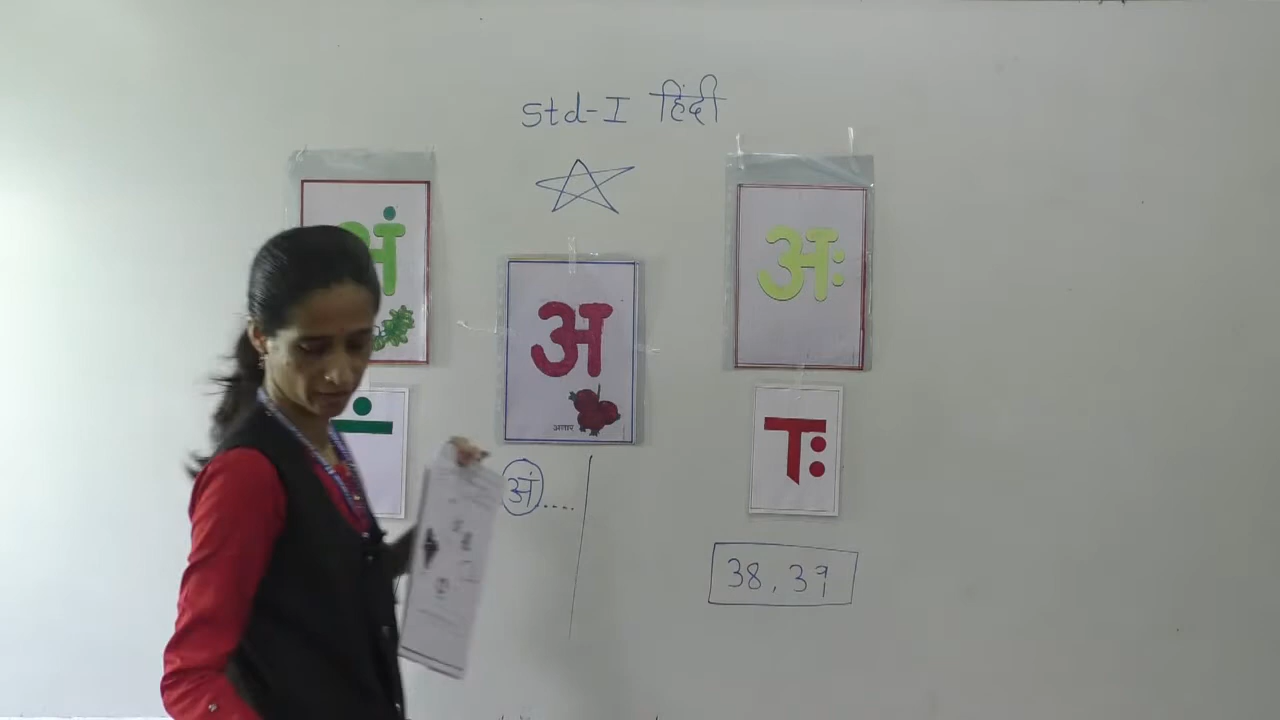 Std-I हिंदी
अं
अ
अः
अनार
Tः
अं....
38, 39